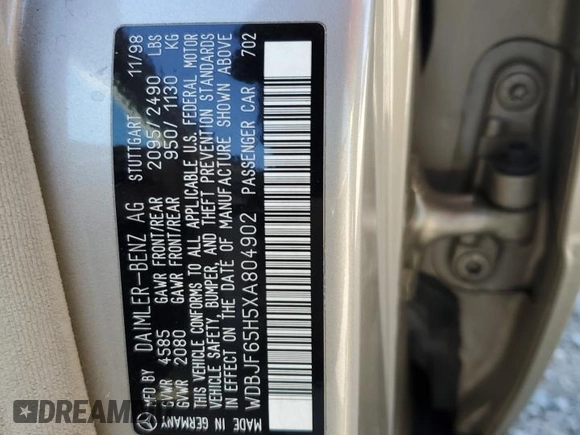 MFD BY DAIMLER-BENZ AG STUTTGART 11/98
GVWR 4585 GAWR FRONT/REAR 2095/2490 LBS
GVWR 2080 GAWR FRONT/REAR 950/1130 KG
THIS VEHICLE CONFORMS TO ALL APPLICABLE U.S. FEDERAL MOTOR
VEHICLE SAFETY, BUMPER, AND THEFT PREVENTION STANDARDS
IN EFFECT ON THE DATE OF MANUFACTURE SHOWN ABOVE
WDBJF65H5XA804902 PASSENGER CAR 702
MADE IN GERMANY
DREAM